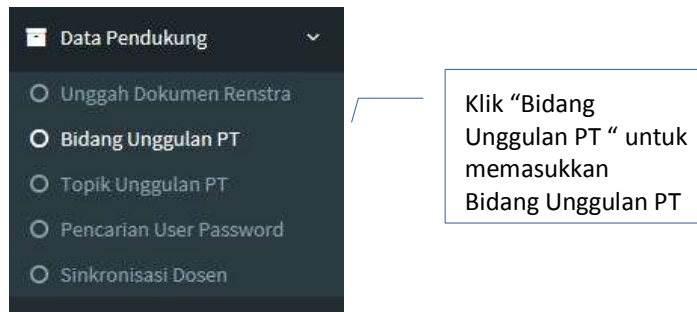 Data Pendukung
Unggah Dokumen Renstra
Bidang Unggulan PT
Topik Unggulan PT
Pencarian User Password
Sinkronisasi Dosen
Klik “Bidang
Unggulan PT “ untuk
memasukkan
Bidang Unggulan PT